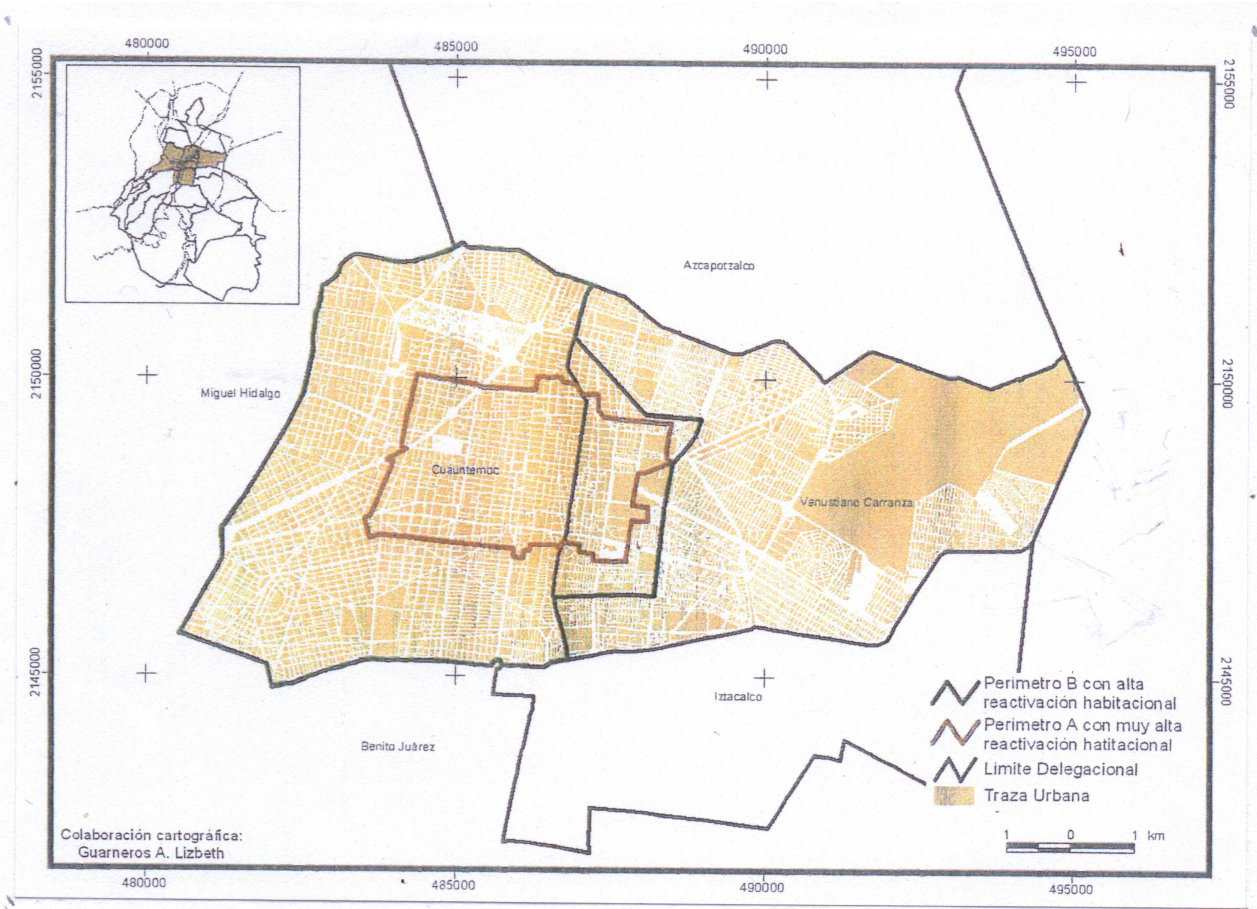 480000
485000
490000
495000
2155000
2155000
Azcapotzalco
2150000
2150000
Miguel Hidalgo
Cuauntemoc
Venustiano Carranza
2145000
2145000
Iztacalco
Benito Juárez
Perimetro B con alta
reactivación habitacional
Perimetro A con muy alta
reactivación hatitacional
Limite Delegacional
Traza Urbana
1 0 1 km
Colaboración cartográfica:
Guarneros A. Lizbeth
480000
485000
490000
495000